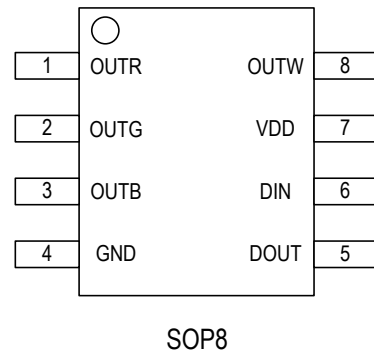 1 OUTR OUTW 8
2 OUTG VDD 7
3 OUTB DIN 6
4 GND DOUT 5
SOP8